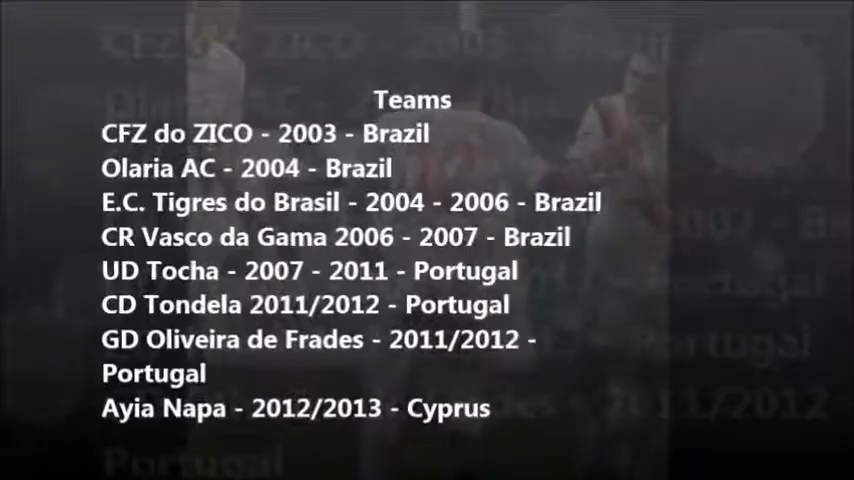 Teams
CFZ do ZICO - 2003 - Brazil
Olaria AC - 2004 - Brazil
E.C. Tigres do Brasil - 2004 - 2006 - Brazil
CR Vasco da Gama 2006 - 2007 - Brazil
UD Tocha - 2007 - 2011 - Portugal
CD Tondela 2011/2012 - Portugal
GD Oliveira de Frades - 2011/2012 -
Portugal
Ayia Napa - 2012/2013 - Cyprus